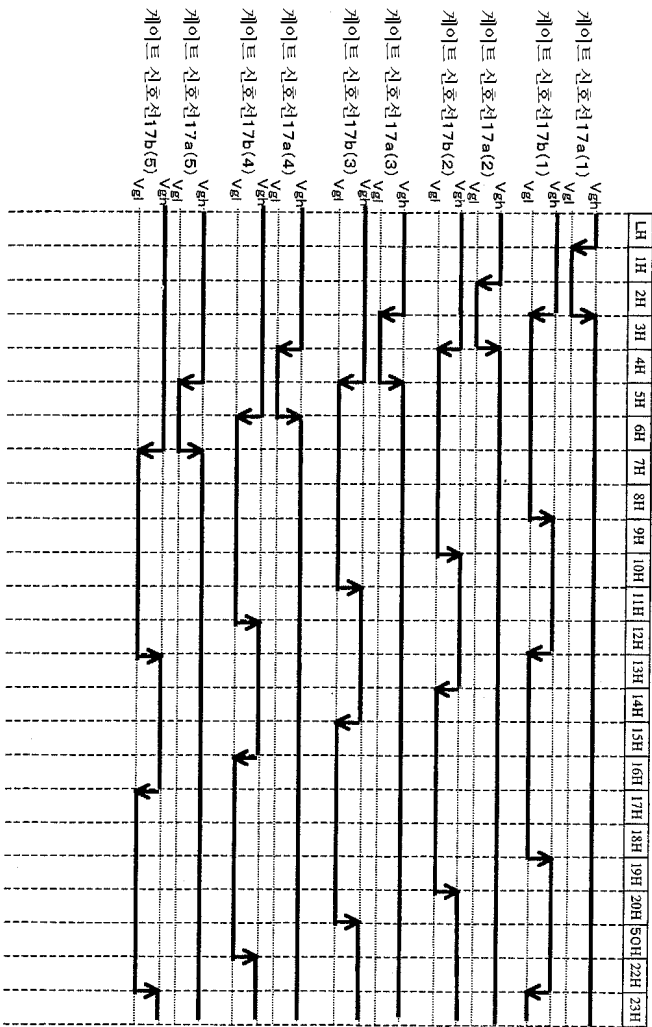 LH 1H 2H 3H 4H 5H 6H 7H 8H 9H 10H 11H 12H 13H 14H 15H 16H 17H 18H 19H 20H 50H 22H 23H
게이트 신호선17a(1) Vgh
Vgl
게이트 신호선17b(1) Vgh
Vgl
게이트 신호선17a(2) Vgh
Vgl
게이트 신호선17b(2) Vgh
Vgl
게이트 신호선17a(3) Vgh
Vgl
게이트 신호선17b(3) Vgh
Vgl
게이트 신호선17a(4) Vgh
Vgl
게이트 신호선17b(4) Vgh
Vgl
게이트 신호선17a(5) Vgh
Vgl
게이트 신호선17b(5) Vgh
Vgl